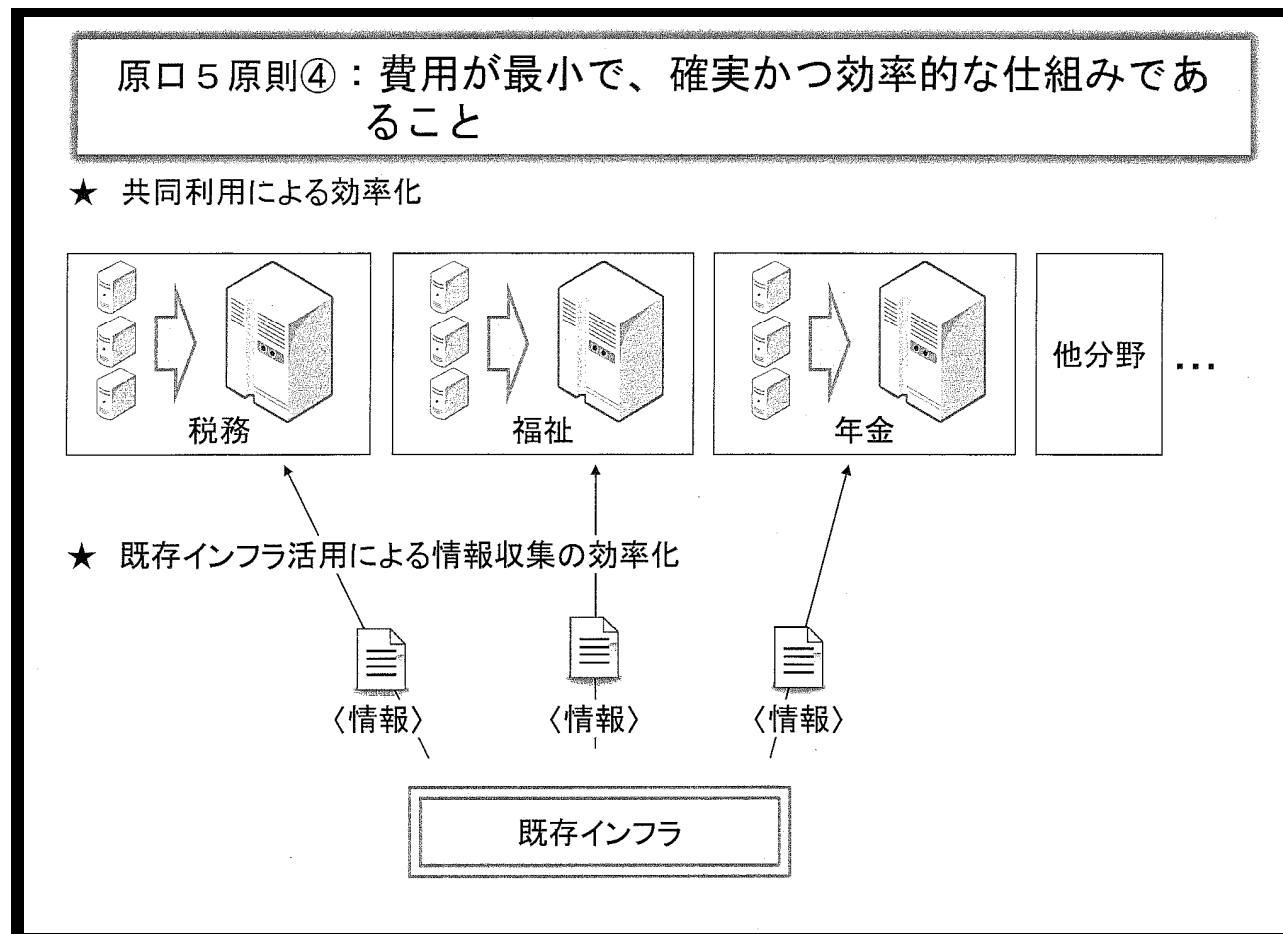 原口5原則④：費用が最小で、確実かつ効率的な仕組みであ
ること
★ 共同利用による効率化
税務
福祉
年金
他分野 …
★ 既存インフラ活用による情報収集の効率化
〈情報〉 〈情報〉 〈情報〉
既存インフラ